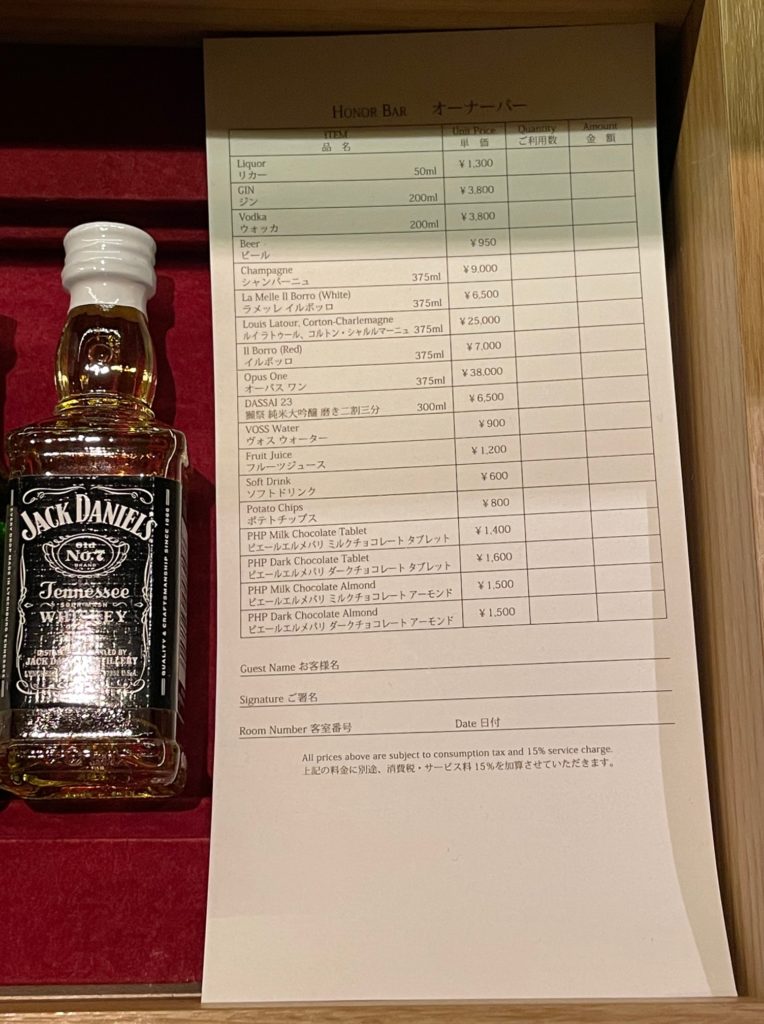 HONOR BAR オーナーバー
ITEM Unit Price Quantity Amount
品 名 単 価 ご利用数 金 額
Liquor ¥1,300
リカー 50ml
GIN ¥3,800
ジン 200ml
Vodka ¥3,800
ウォッカ 200ml
Beer ¥950
ビール
Champagne ¥9,000
シャンパーニュ 375ml
La Melle Il Borro (White) ¥6,500
ラメッレ イルボッロ 375ml
Louis Latour, Corton-Charlemagne ¥25,000
ルイラトゥール、コルトン・シャルルマーニュ 375ml
Il Borro (Red) ¥7,000
イルボッロ 375ml
Opus One ¥38,000
オーパス ワン 375ml
DASSAI 23 ¥6,500
獺祭 純米大吟醸 磨き二割三分 300ml
VOSS Water ¥900
ヴォス ウォーター
Fruit Juice ¥1,200
フルーツジュース
Soft Drink ¥600
ソフトドリンク
Potato Chips ¥800
ポテトチップス
PHP Milk Chocolate Tablet ¥1,400
ピエールエルメパリ ミルクチョコレート タブレット
PHP Dark Chocolate Tablet ¥1,600
ピエールエルメパリ ダークチョコレート タブレット
PHP Milk Chocolate Almond ¥1,500
ピエールエルメパリ ミルクチョコレート アーモンド
PHP Dark Chocolate Almond ¥1,500
ピエールエルメパリ ダークチョコレート アーモンド
Guest Name お客様名
Signature ご署名
Room Number 客室番号 Date 日付
All prices above are subject to consumption tax and 15% service charge.
上記の料金に別途、消費税・サービス料15%を加算させていただきます。
JACK DANIEL'S
Old
No.7
BRAND
Tennessee
SOUR MASH
WHISKEY
JACK DANIEL DISTILLERY
QUALITY & CRAFTSMANSHIP SINCE 1866